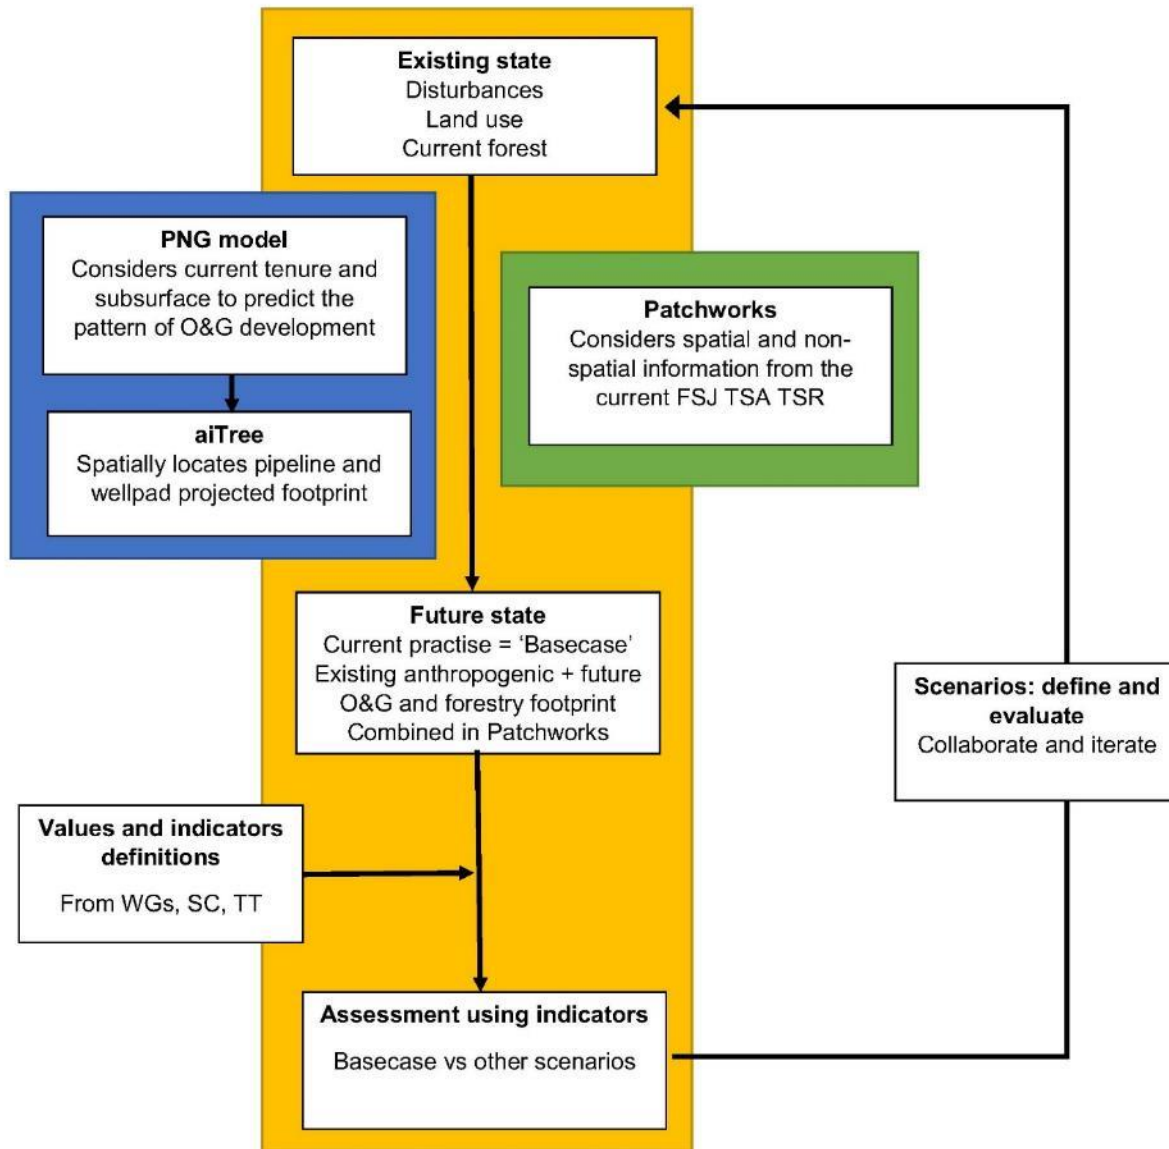 Existing state
Disturbances
Land use
Current forest
PNG model
Considers current tenure and
subsurface to predict the
pattern of O&G development
aiTree
Spatially locates pipeline and
wellpad projected footprint
Patchworks
Considers spatial and non-
spatial information from the
current FSJ TSA TSR
Future state
Current practise = ‘Basecase’
Existing anthropogenic + future
O&G and forestry footprint
Combined in Patchworks
Scenarios: define and
evaluate
Collaborate and iterate
Values and indicators
definitions
From WGs, SC, TT
Assessment using indicators
Basecase vs other scenarios